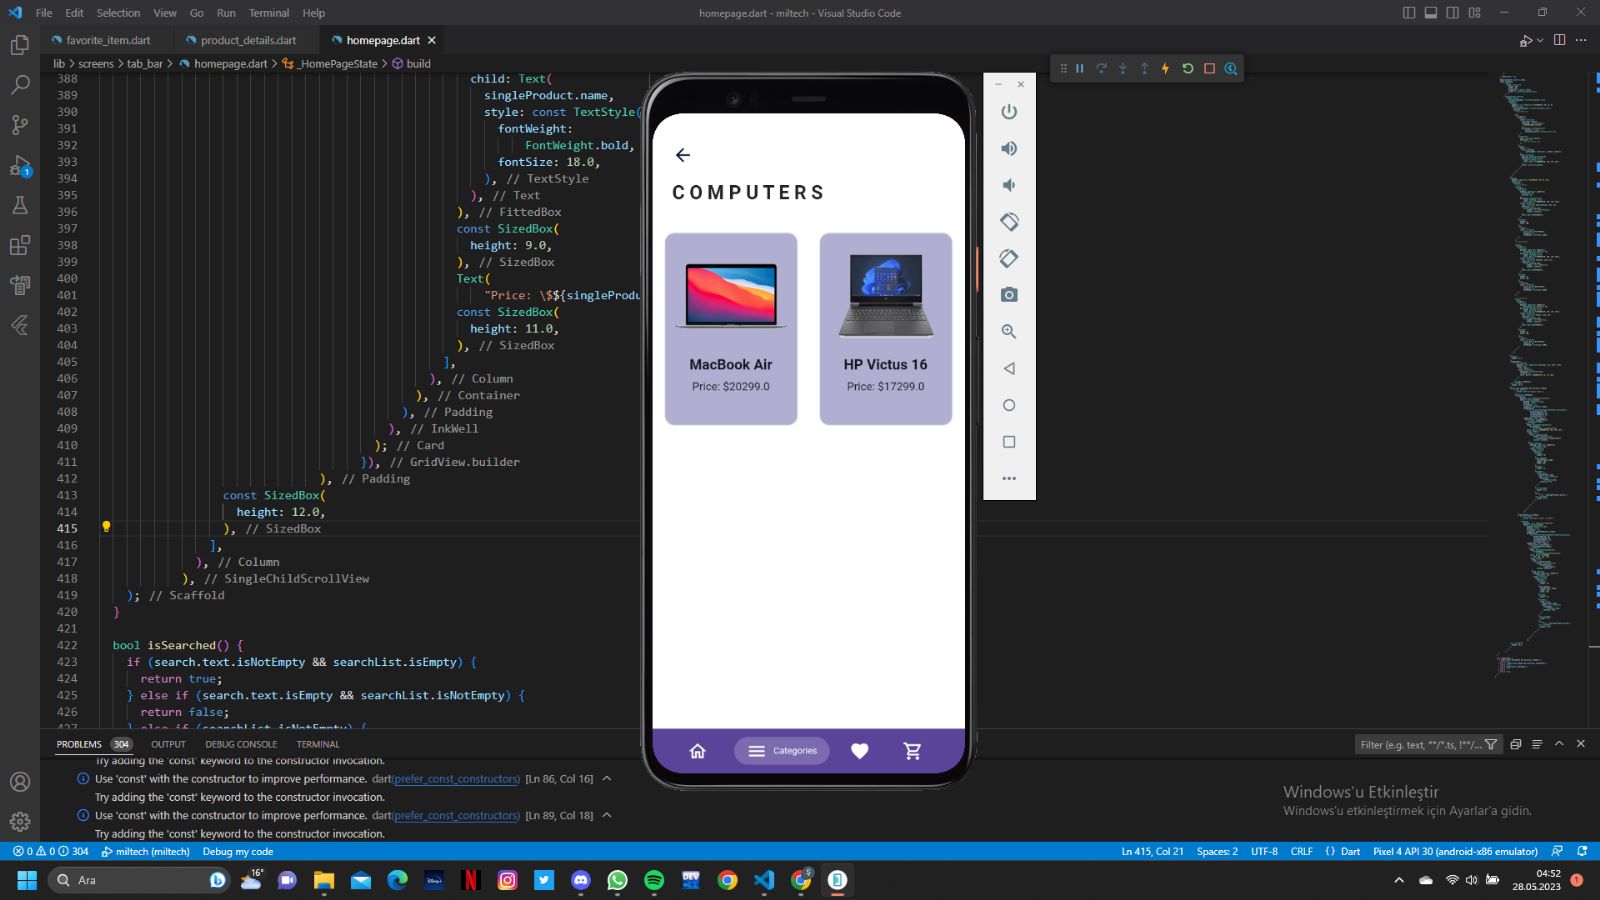 File Edit Selection View Go Run Terminal Help
homepage.dart - miltech - Visual Studio Code
favorite_item.dart
product_details.dart
homepage.dart
lib > screens > tab_bar > homepage.dart > _HomePageState > build
388 child: Text(
389 singleProduct.name,
390 style: const TextStyle(
391 fontWeight:
392 FontWeight.bold,
393 fontSize: 18.0,
394 ), // TextStyle
395 ), // Text
396 ), // FittedBox
397 const SizedBox(
398 height: 9.0,
399 ), // SizedBox
400 Text(
401 "Price: \$${singleProdu
402 const SizedBox(
403 height: 11.0,
404 ), // SizedBox
405 ],
406 ), // Column
407 ), // Container
408 ), // Padding
409 ), // InkWell
410 ); // Card
411 }), // GridView.builder
412 ), // Padding
413 const SizedBox(
414 height: 12.0,
415 ), // SizedBox
416 ],
417 ), // Column
418 ), // SingleChildScrollView
419 ); // Scaffold
420 }
421
422 bool isSearched() {
423 if (search.text.isNotEmpty && searchList.isEmpty) {
424 return true;
425 } else if (search.text.isEmpty && searchList.isNotEmpty) {
426 return false;
427 } else if (searchList.isNotEmpty) {
COMPUTERS
MacBook Air
Price: $20299.0
HP Victus 16
Price: $17299.0
Categories
PROBLEMS 304 OUTPUT DEBUG CONSOLE TERMINAL
Filter (e.g. text, **/*.ts, !**/...
Try adding the 'const' keyword to the constructor invocation.
Use 'const' with the constructor to improve performance. dart(prefer_const_constructors) [Ln 86, Col 16]
Try adding the 'const' keyword to the constructor invocation.
Use 'const' with the constructor to improve performance. dart(prefer_const_constructors) [Ln 89, Col 18]
Try adding the 'const' keyword to the constructor invocation.
Windows'u Etkinleştir
Windows'u etkinleştirmek için Ayarlar'a gidin.
0 0 304 miltech (miltech) Debug my code
Ln 415, Col 21 Spaces: 2 UTF-8 CRLF {} Dart Pixel 4 API 30 (android-x86 emulator)
Ara
16°
04:52
28.05.2023
1